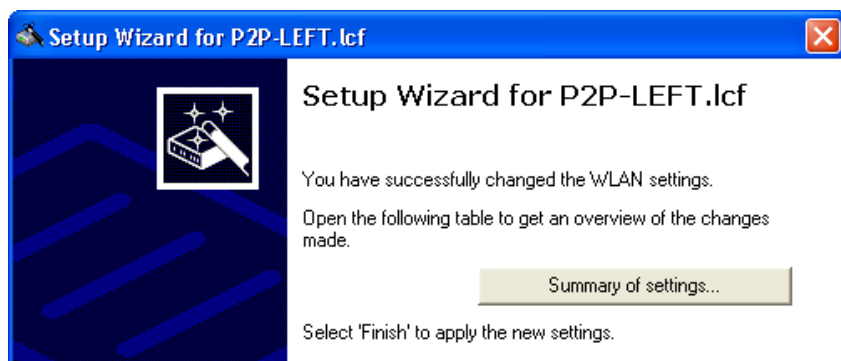 Setup Wizard for P2P-LEFT.lcf
Setup Wizard for P2P-LEFT.lcf
You have successfully changed the WLAN settings.
Open the following table to get an overview of the changes
made.
Summary of settings...
Select 'Finish' to apply the new settings.